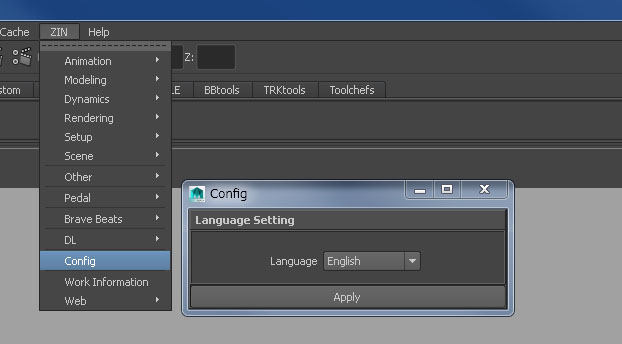 Cache ZIN Help
Z:
stom LE BBtools TRKtools Toolchefs
Animation
Modeling
Dynamics
Rendering
Setup
Scene
Other
Pedal
Brave Beats
DL
Config
Work Information
Web
Config
Language Setting
Language English
Apply